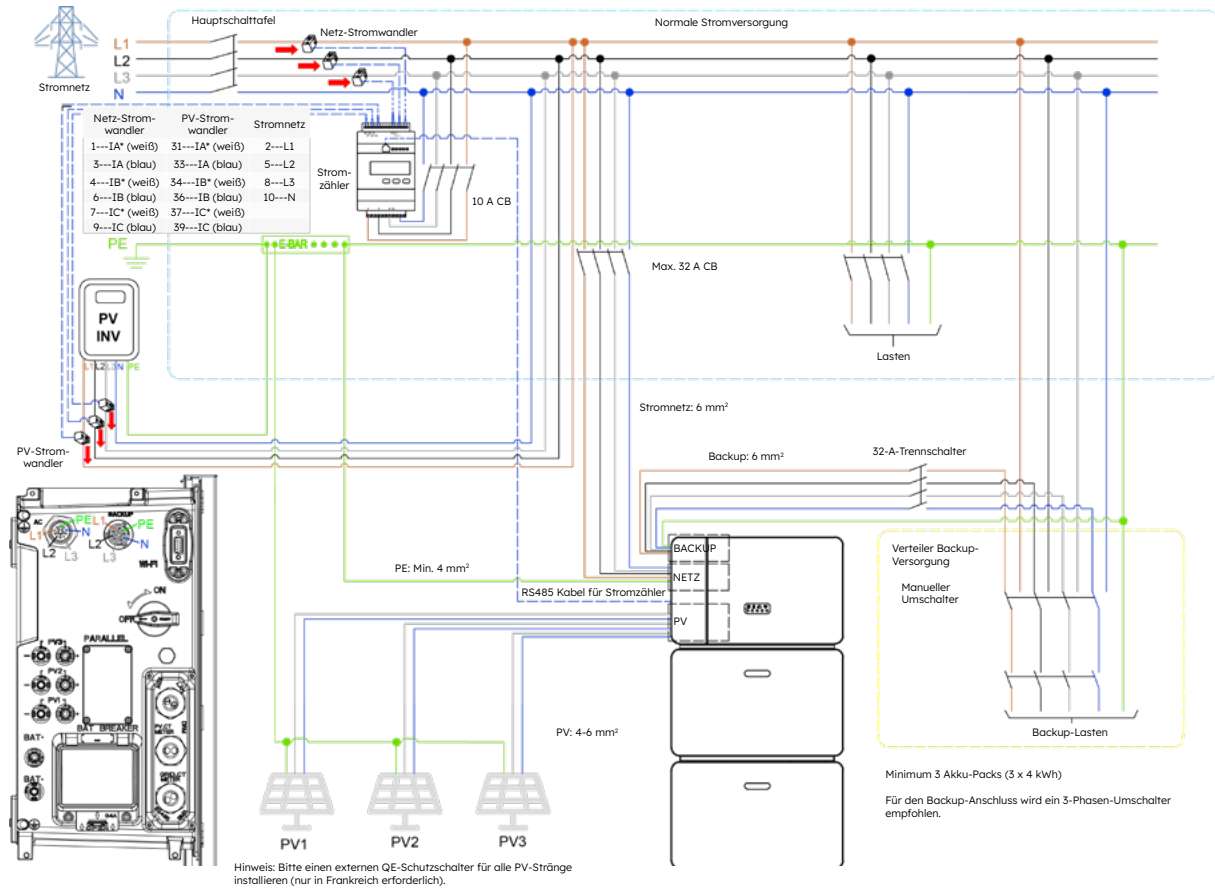 Hauptschalttafel
Normale Stromversorgung
Netz-Stromwandler
L1
L2
L3
N
Stromnetz
Netz-Strom-
wandler
PV-Strom-
wandler
Stromnetz
1---IA* (weiß) 31---IA* (weiß) 2---L1
3---IA (blau) 33---IA (blau) 5---L2
4---IB* (weiß) 34---IB* (weiß) 8---L3
6---IB (blau) 36---IB (blau) 10---N
7---IC* (weiß) 37---IC* (weiß)
9---IC (blau) 39---IC (blau)
Strom-
zähler
10 A CB
PE
E-BAR
Max. 32 A CB
PV
INV
L1 L2 L3 N PE
Lasten
Stromnetz: 6 mm²
PV-Strom-
wandler
Backup: 6 mm²
32-A-Trennschalter
AC
BACKUP
L1
PE
N
L2
L3
L1
PE
N
L2
L3
Wi-Fi
ON
OFF
PV3
PARALLEL
PV2
PV1
BAT BREAKER
BAT-
BAT-
PV.CT
METER
GRID.CT
METER
PE: Min. 4 mm²
RS485 Kabel für Stromzähler
BACKUP
NETZ
PV
Verteiler Backup-
Versorgung
Manueller
Umschalter
Backup-Lasten
PV: 4-6 mm²
PV1
PV2
PV3
Minimum 3 Akku-Packs (3 x 4 kWh)
Für den Backup-Anschluss wird ein 3-Phasen-Umschalter
empfohlen.
Hinweis: Bitte einen externen QE-Schutzschalter für alle PV-Stränge
installieren (nur in Frankreich erforderlich).